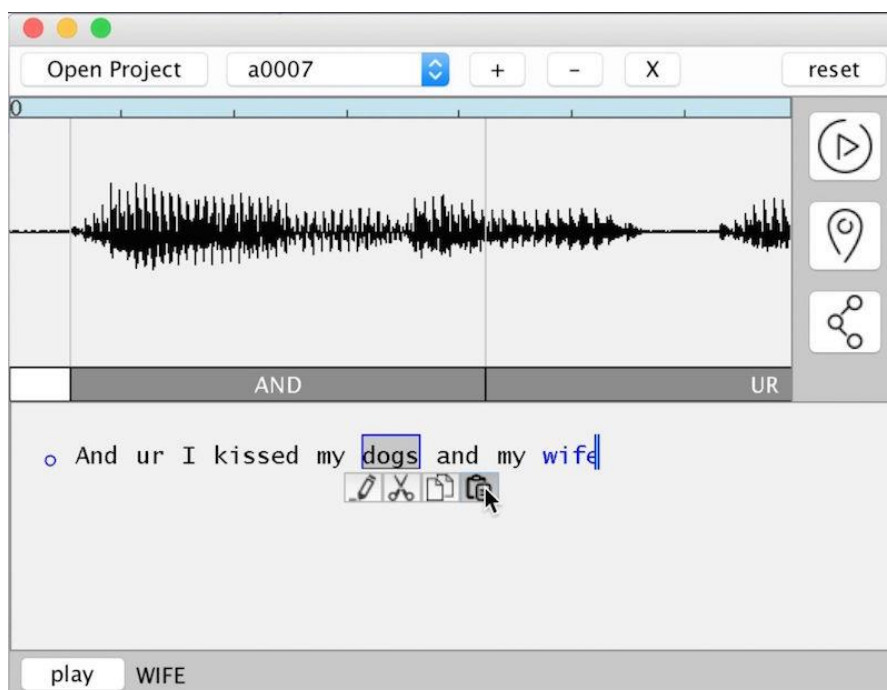 Open Project a0007 + - X reset
0
AND UR
And ur I kissed my dogs and my wife
play WIFE